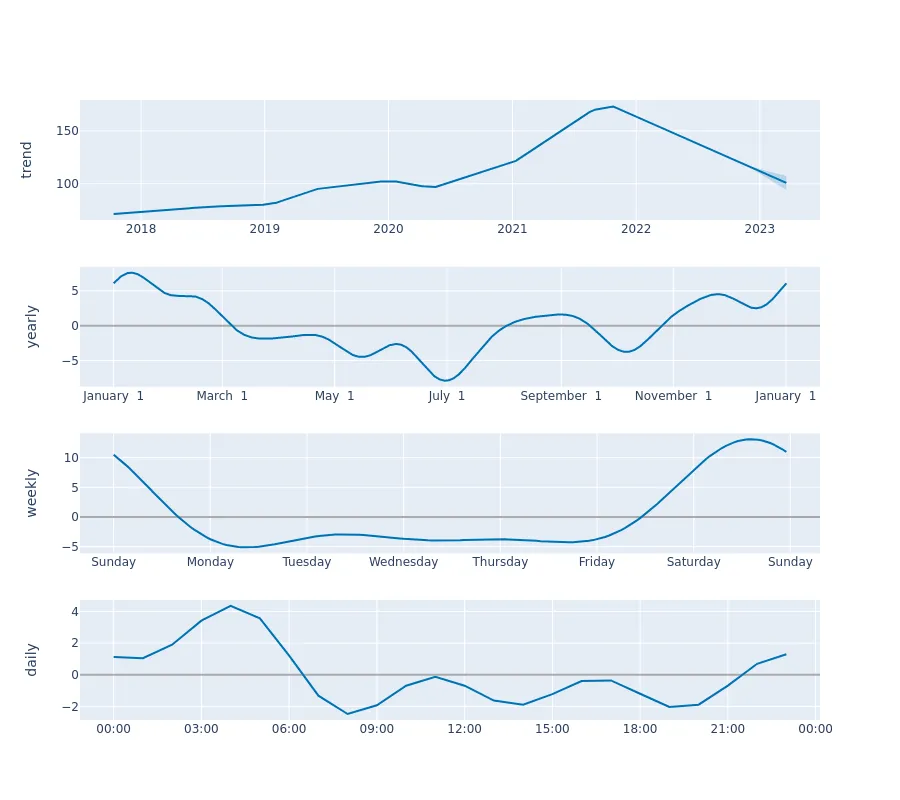 trend
150
100
2018 2019 2020 2021 2022 2023
yearly
5
0
−5
January 1 March 1 May 1 July 1 September 1 November 1 January 1
weekly
10
5
0
−5
Sunday Monday Tuesday Wednesday Thursday Friday Saturday Sunday
daily
4
2
0
−2
00:00 03:00 06:00 09:00 12:00 15:00 18:00 21:00 00:00